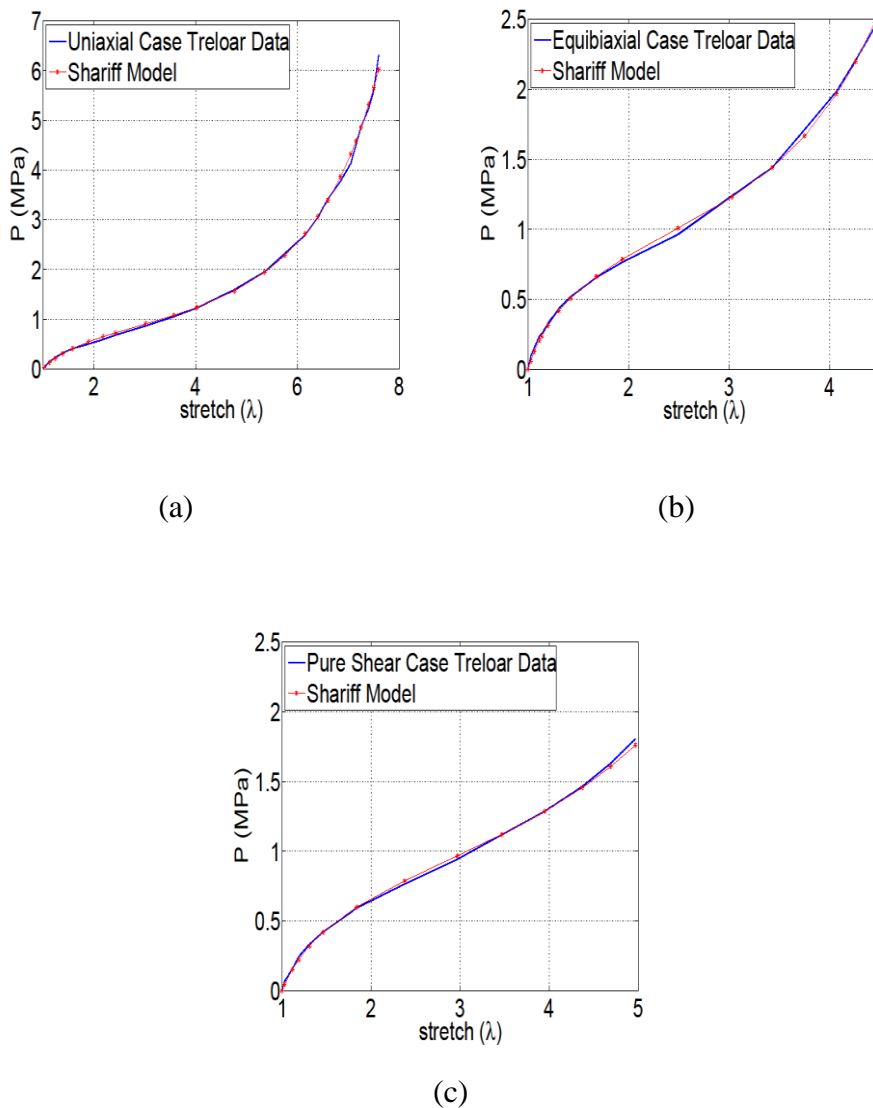 7
6
5
4
3
2
1
0
P (MPa)
Uniaxial Case Treloar Data
Shariff Model
2
4
6
8
stretch (λ)
(a)
2.5
2
1.5
1
0.5
0
P (MPa)
Equibiaxial Case Treloar Data
Shariff Model
1
2
3
4
stretch (λ)
(b)
2.5
2
1.5
1
0.5
0
P (MPa)
Pure Shear Case Treloar Data
Shariff Model
1
2
3
4
5
stretch (λ)
(c)